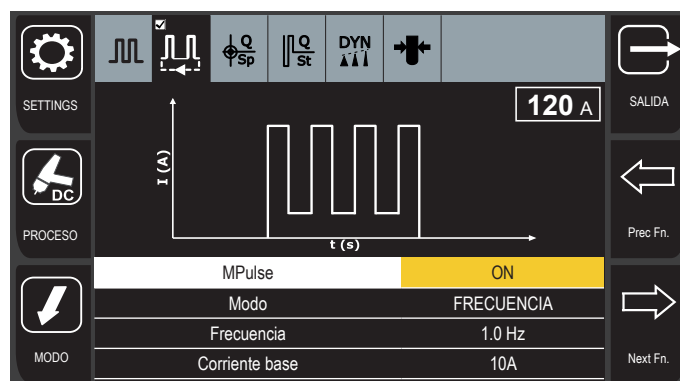 SETTINGS
DC
PROCESO
MODO
Q
Sp
Q
St
DYN
120 A
I (A)
t (s)
MPulse ON
Modo FRECUENCIA
Frecuencia 1.0 Hz
Corriente base 10A
SALIDA
Prec Fn.
Next Fn.